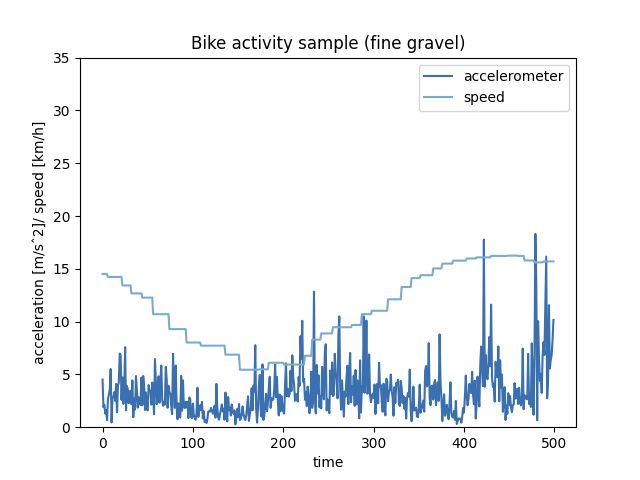 Bike activity sample (fine gravel)
accelerometer
speed
35
30
25
20
15
10
5
0
acceleration [m/sˆ2]/ speed [km/h]
0 100 200 300 400 500
time